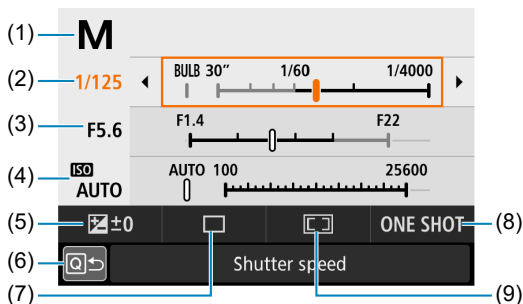 (1) M
(2) 1/125 BULB 30" 1/60 1/4000
(3) F5.6 F1.4 F22
(4) ISO AUTO AUTO 100 25600
(5) ±0 ONE SHOT (8)
(6) Q Shutter speed
(7) (9)